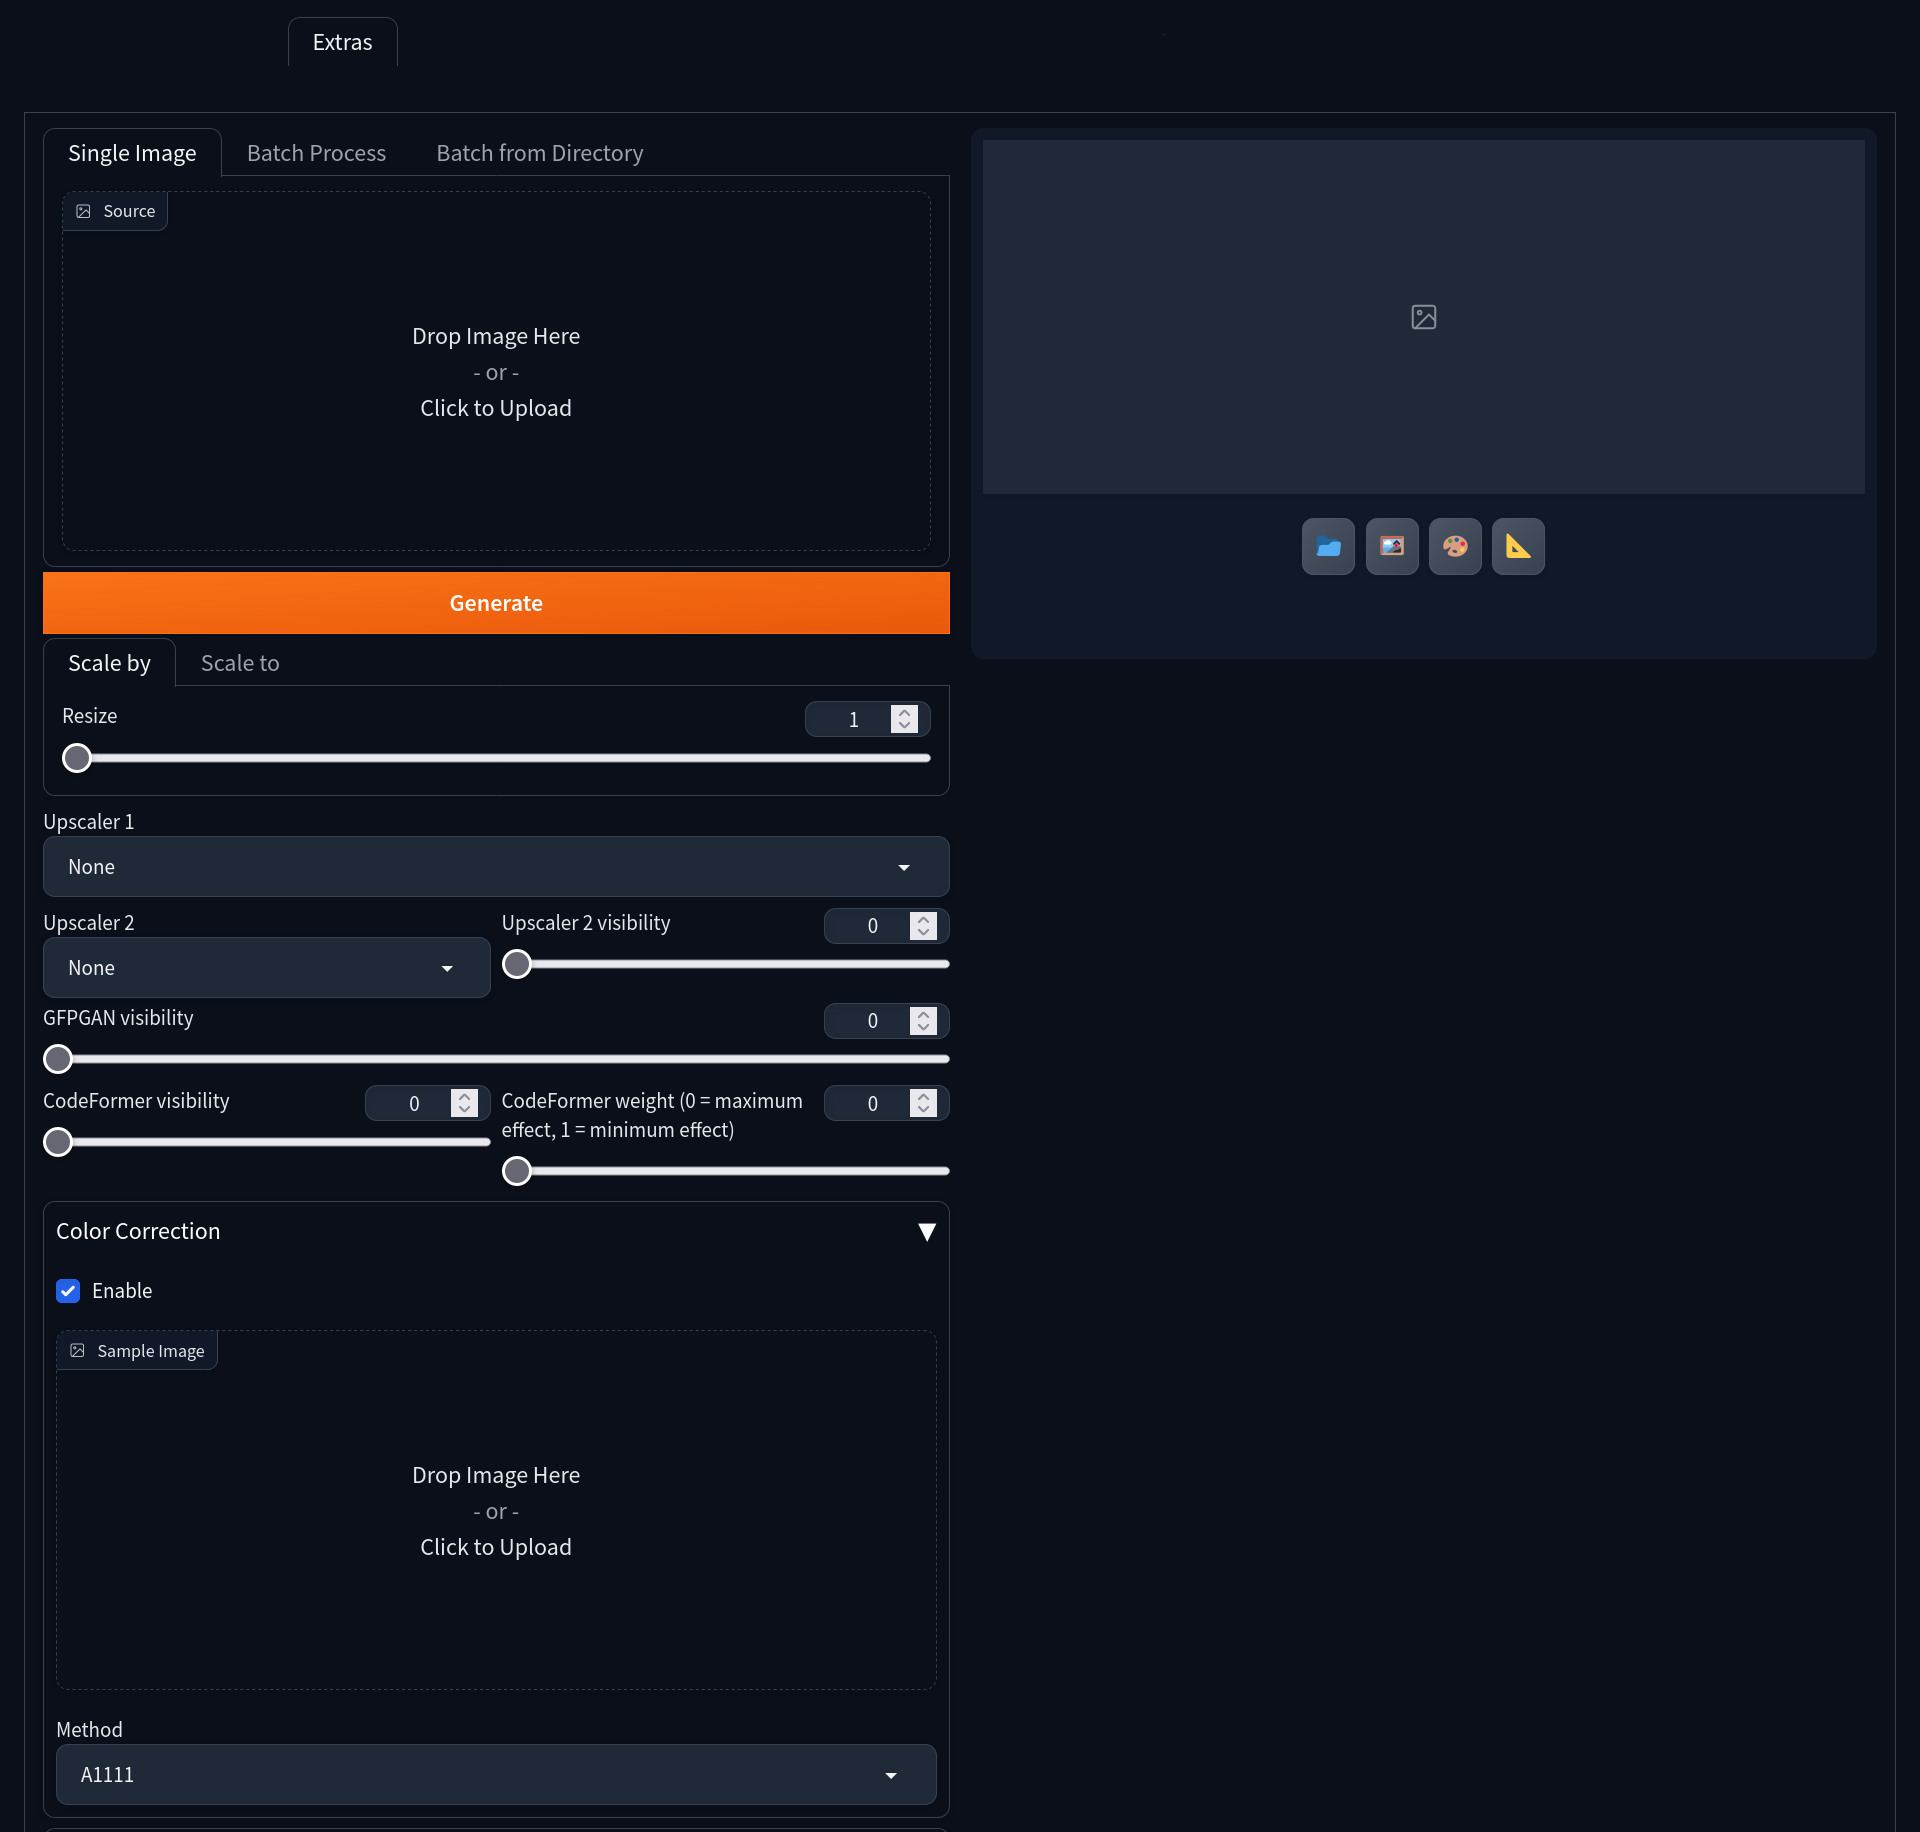 Extras
Single Image
Batch Process
Batch from Directory
Source
Drop Image Here
- or -
Click to Upload
Generate
Scale by
Scale to
Resize
1
Upscaler 1
None
Upscaler 2
None
Upscaler 2 visibility
0
GFPGAN visibility
0
CodeFormer visibility
0
CodeFormer weight (0 = maximum
effect, 1 = minimum effect)
0
Color Correction
Enable
Sample Image
Drop Image Here
- or -
Click to Upload
Method
A1111